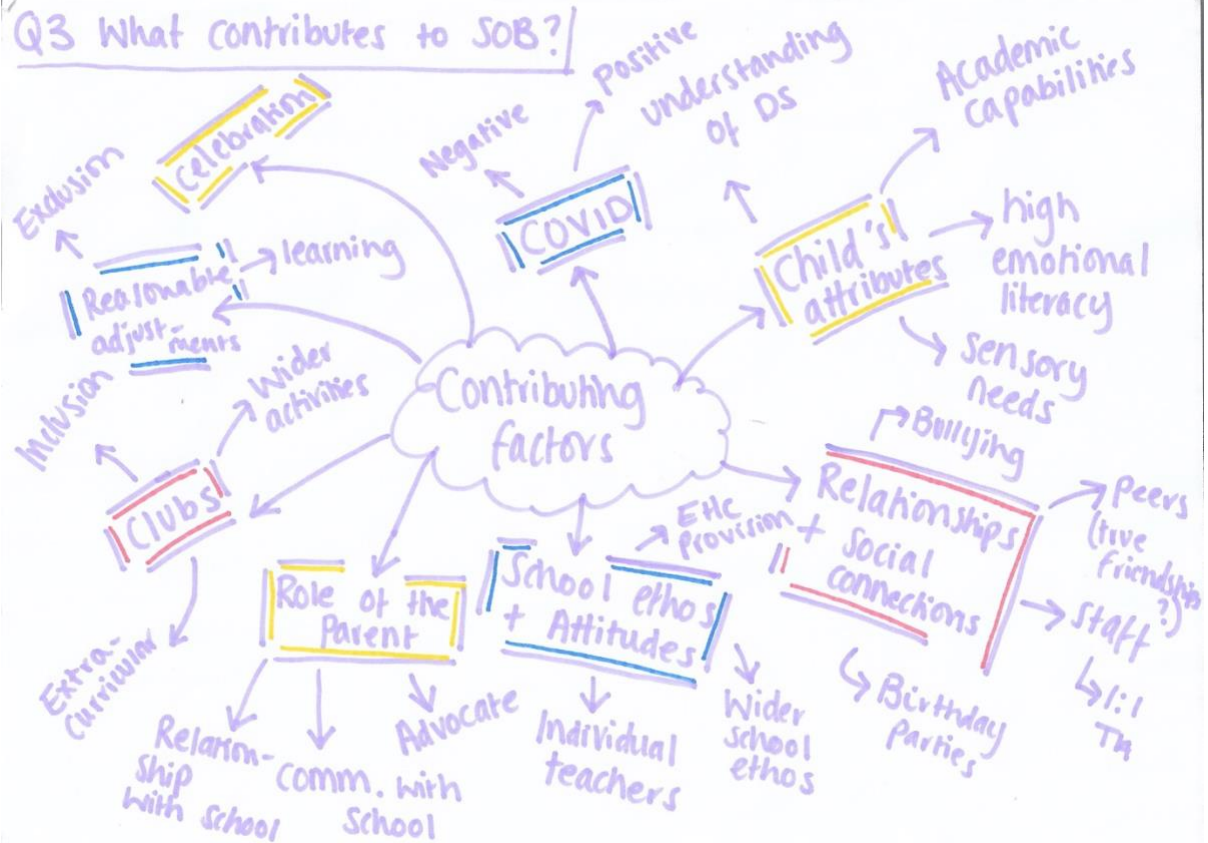 Q3 What contributes to SOB?
Celebration
Exclusion
Reasonable
adjust-
ments
learning
Negative
positive
COVID
understanding
of DS
Academic
capabilities
Child's
attributes
high
emotional
literacy
sensory
needs
Contributing
factors
Inclusion
Wider
activities
Clubs
Extra-
curricular
Role of the
Parent
Relation-
ship
with school
comm. with
school
Advocate
School ethos
+ Attitudes
EHC
provision
Individual
teachers
Wider
school
ethos
Relationships
+ social
connections
Bullying
peers
(true
friendships
?)
Staff
1:1
TA
Birthday
Parties